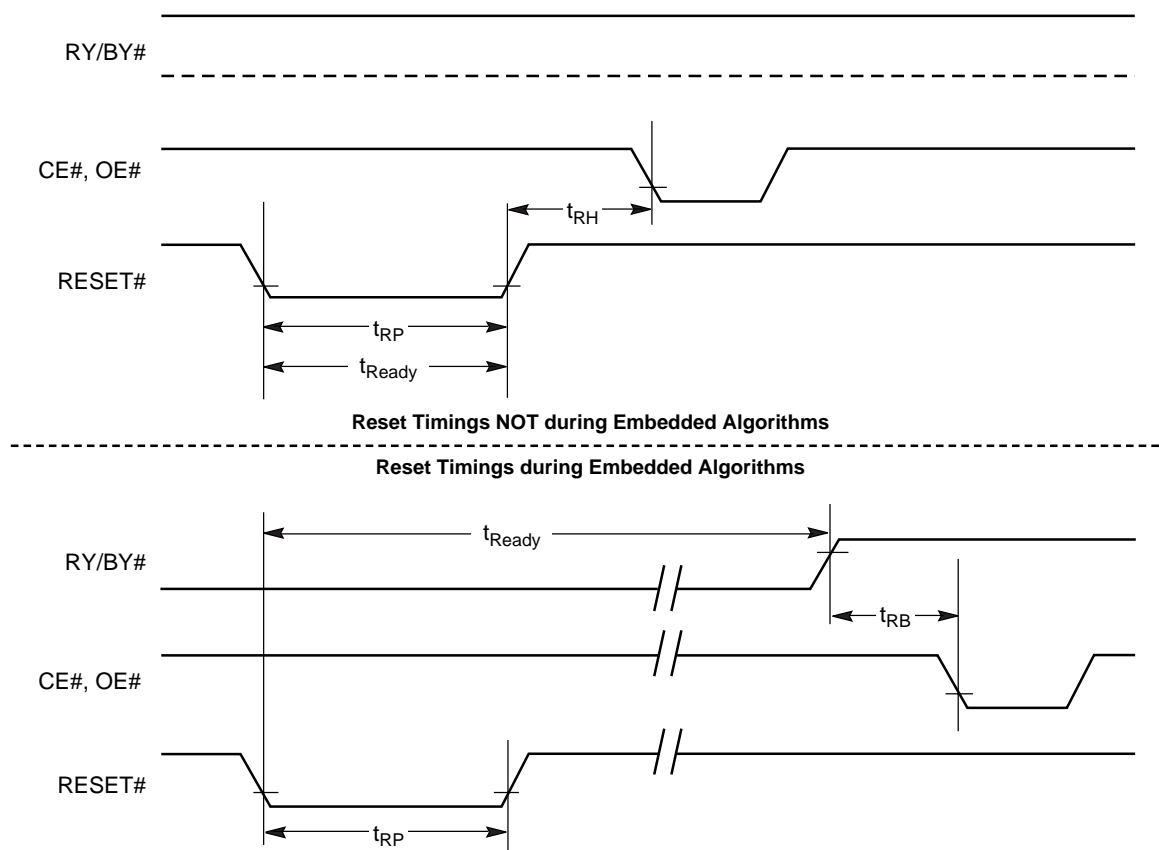 RY/BY#
CE#, OE#
tRH
RESET#
tRP
tReady
Reset Timings NOT during Embedded Algorithms
Reset Timings during Embedded Algorithms
tReady
RY/BY#
tRB
CE#, OE#
RESET#
tRP